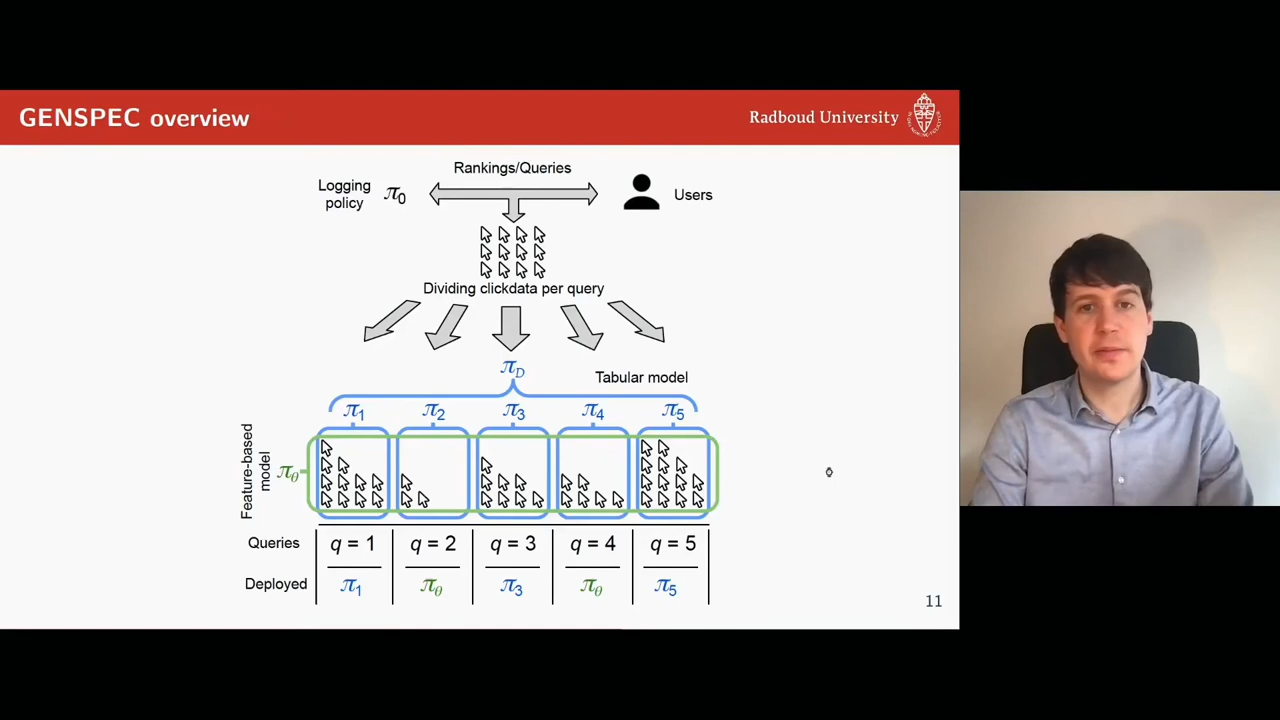 GENSPEC overview
Radboud University
Rankings/Queries
Logging
policy
π0
Users
Dividing clickdata per query
πD
Tabular model
π1 π2 π3 π4 π5
Feature-based
model
πθ
Queries q = 1 q = 2 q = 3 q = 4 q = 5
Deployed π1 πθ π3 πθ π5
11